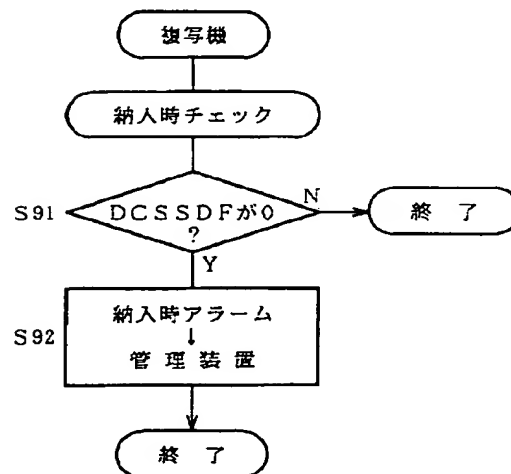 複写機
納入時チェック
S91
DCSSDFが0
?
N
終了
Y
S92
納入時アラーム
↓
管理装置
終了